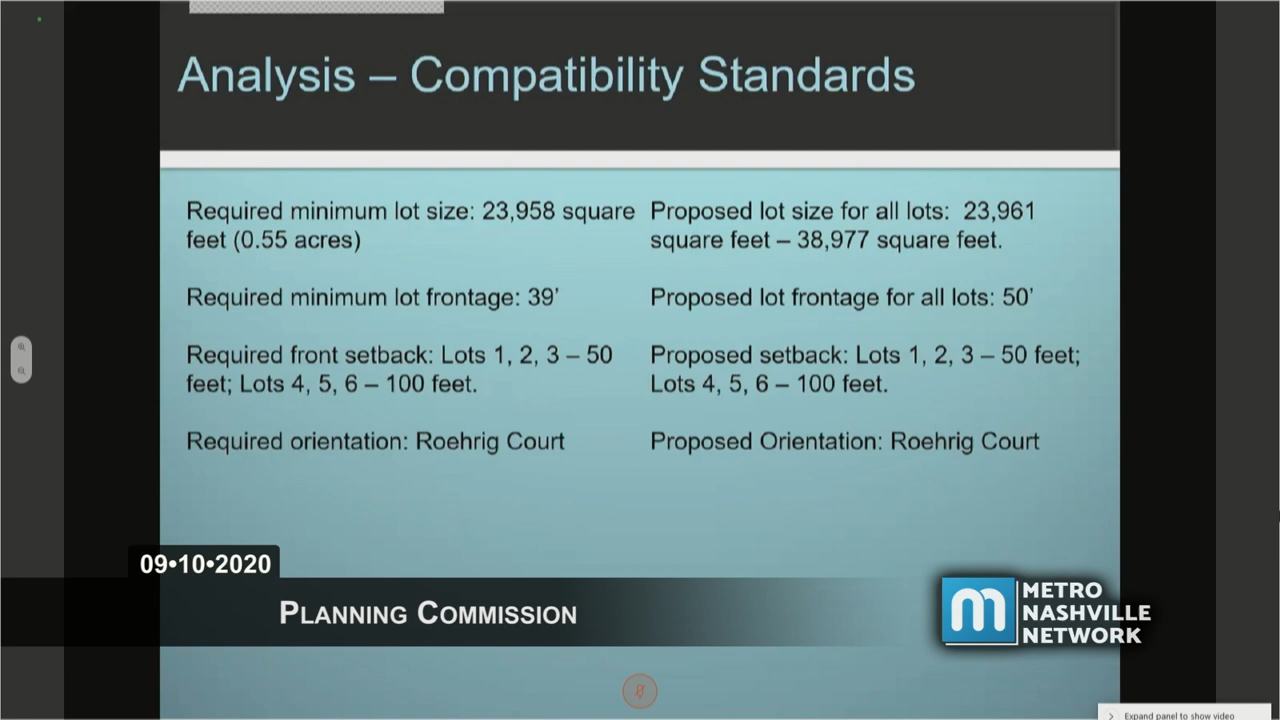 Analysis – Compatibility Standards
Required minimum lot size: 23,958 square
feet (0.55 acres)
Required minimum lot frontage: 39’
Required front setback: Lots 1, 2, 3 – 50
feet; Lots 4, 5, 6 – 100 feet.
Required orientation: Roehrig Court
Proposed lot size for all lots:  23,961
square feet – 38,977 square feet.
Proposed lot frontage for all lots: 50’
Proposed setback: Lots 1, 2, 3 – 50 feet;
Lots 4, 5, 6 – 100 feet.
Proposed Orientation: Roehrig Court
09•10•2020
PLANNING COMMISSION
m
METRO
NASHVILLE
NETWORK
Expand panel to show video